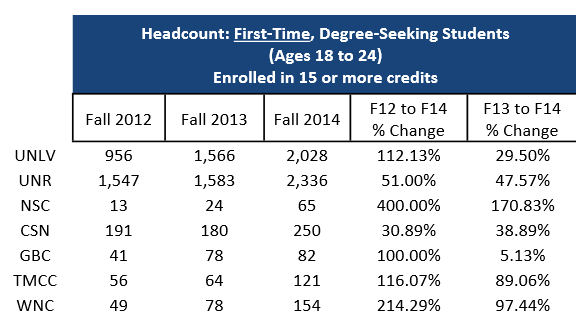 Headcount: First-Time, Degree-Seeking Students
(Ages 18 to 24)
Enrolled in 15 or more credits
Fall 2012 Fall 2013 Fall 2014 F12 to F14 % Change F13 to F14 % Change
UNLV 956 1,566 2,028 112.13% 29.50%
UNR 1,547 1,583 2,336 51.00% 47.57%
NSC 13 24 65 400.00% 170.83%
CSN 191 180 250 30.89% 38.89%
GBC 41 78 82 100.00% 5.13%
TMCC 56 64 121 116.07% 89.06%
WNC 49 78 154 214.29% 97.44%